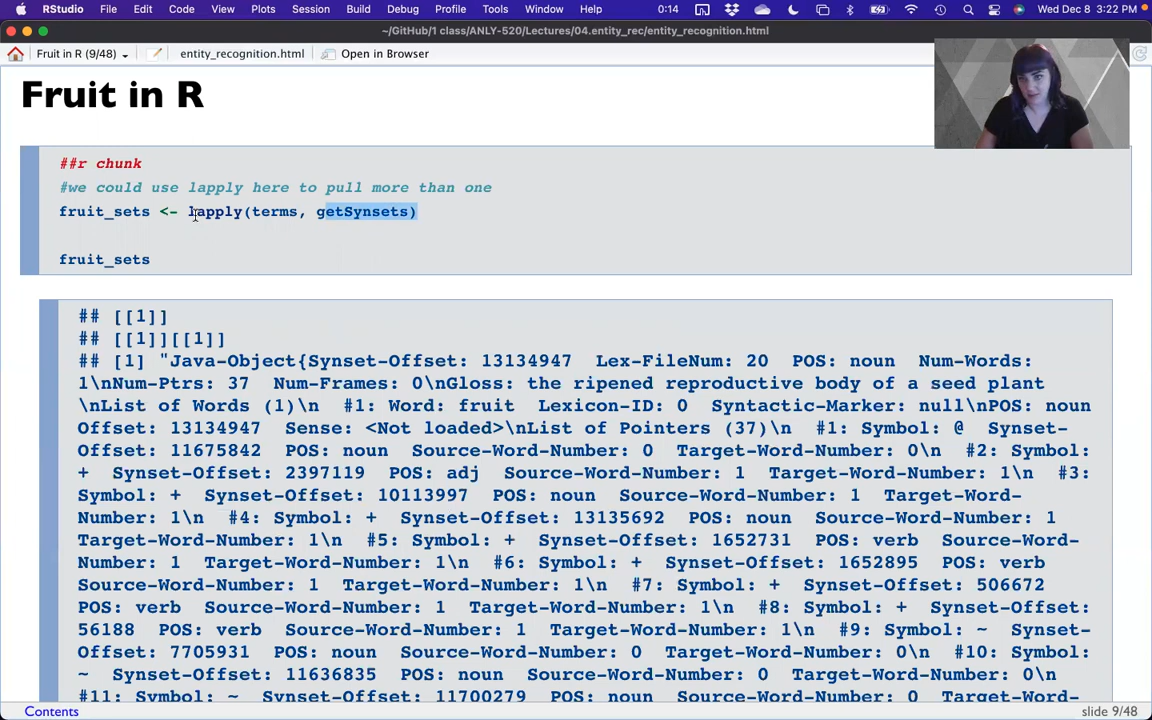 RStudio File Edit Code View Plots Session Build Debug Profile Tools Window Help 0:14 Wed Dec 8 3:22 PM
~/GitHub/1 class/ANLY-520/Lectures/04.entity_rec/entity_recognition.html
Fruit in R (9/48) entity_recognition.html Open in Browser
Fruit in R
##r chunk
#we could use lapply here to pull more than one
fruit_sets <- lapply(terms, getSynsets)
fruit_sets
## [[1]]
## [[1]][[1]]
## [1] "Java-Object{Synset-Offset: 13134947 Lex-FileNum: 20 POS: noun Num-Words:
1\nNum-Ptrs: 37 Num-Frames: 0\nGloss: the ripened reproductive body of a seed plant
\nList of Words (1)\n #1: Word: fruit Lexicon-ID: 0 Syntactic-Marker: null\nPOS: noun
Offset: 13134947 Sense: <Not loaded>\nList of Pointers (37)\n #1: Symbol: @ Synset-
Offset: 11675842 POS: noun Source-Word-Number: 0 Target-Word-Number: 0\n #2: Symbol:
+ Synset-Offset: 2397119 POS: adj Source-Word-Number: 1 Target-Word-Number: 1\n #3:
Symbol: + Synset-Offset: 10113997 POS: noun Source-Word-Number: 1 Target-Word-
Number: 1\n #4: Symbol: + Synset-Offset: 13135692 POS: noun Source-Word-Number: 1
Target-Word-Number: 1\n #5: Symbol: + Synset-Offset: 1652731 POS: verb Source-Word-
Number: 1 Target-Word-Number: 1\n #6: Symbol: + Synset-Offset: 1652895 POS: verb
Source-Word-Number: 1 Target-Word-Number: 1\n #7: Symbol: + Synset-Offset: 506672
POS: verb Source-Word-Number: 1 Target-Word-Number: 1\n #8: Symbol: + Synset-Offset:
56188 POS: verb Source-Word-Number: 1 Target-Word-Number: 1\n #9: Symbol: ~ Synset-
Offset: 7705931 POS: noun Source-Word-Number: 0 Target-Word-Number: 0\n #10: Symbol:
~ Synset-Offset: 11636835 POS: noun Source-Word-Number: 0 Target-Word-Number: 0\n
#11: Symbol: ~ Synset-Offset: 11700279 POS: noun Source-Word-Number: 0 Target-Word-
Contents slide 9/48